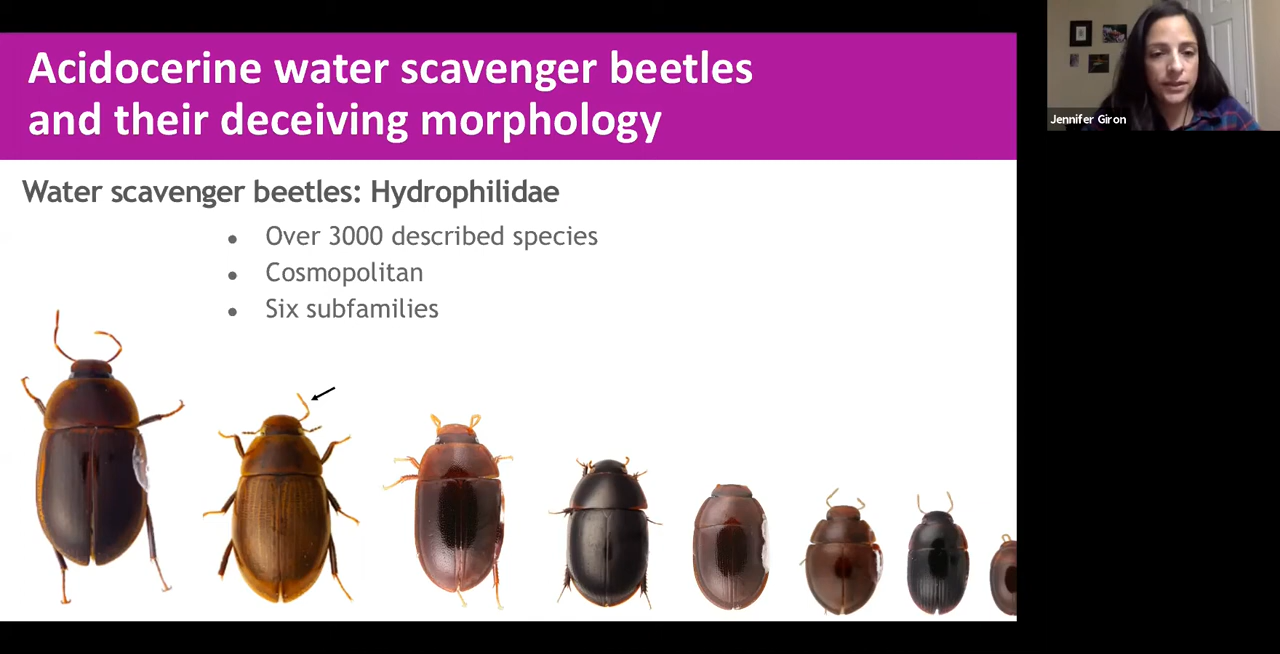 Acidocerine water scavenger beetles
and their deceiving morphology
Jennifer Giron
Water scavenger beetles: Hydrophilidae
• Over 3000 described species
• Cosmopolitan
• Six subfamilies